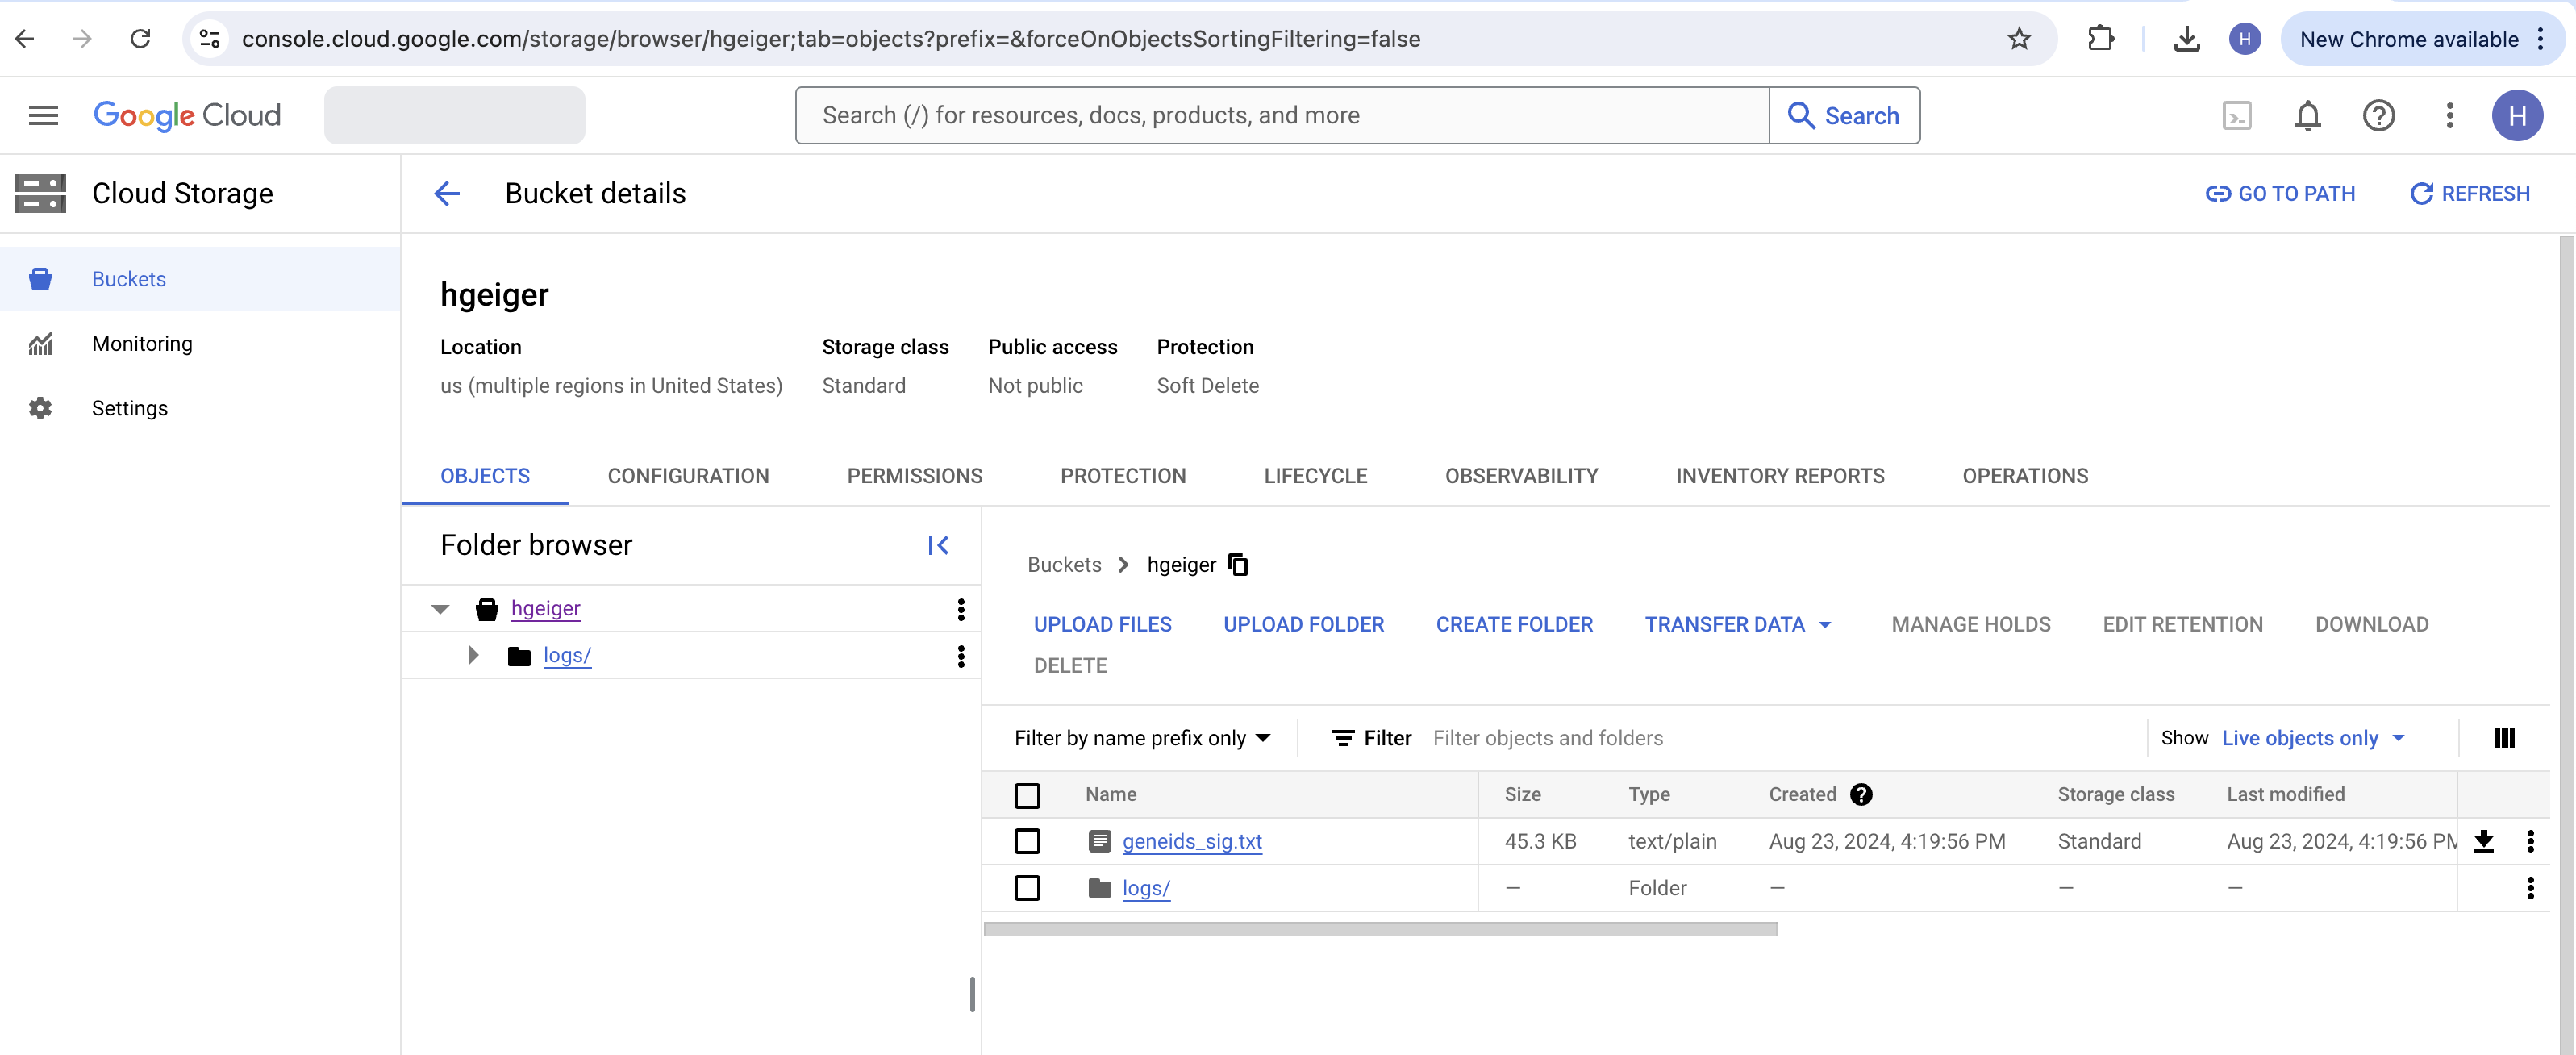 console.cloud.google.com/storage/browser/hgeiger;tab=objects?prefix=&forceOnObjectsSortingFiltering=false
H
New Chrome available
Google Cloud
Search (/) for resources, docs, products, and more
Search
H
Cloud Storage
Bucket details
GO TO PATH
REFRESH
Buckets
Monitoring
Settings
hgeiger
Location Storage class Public access Protection
us (multiple regions in United States) Standard Not public Soft Delete
OBJECTS CONFIGURATION PERMISSIONS PROTECTION LIFECYCLE OBSERVABILITY INVENTORY REPORTS OPERATIONS
Folder browser
hgeiger
logs/
Buckets hgeiger
UPLOAD FILES UPLOAD FOLDER CREATE FOLDER TRANSFER DATA MANAGE HOLDS EDIT RETENTION DOWNLOAD
DELETE
Filter by name prefix only Filter Filter objects and folders Show Live objects only
Name Size Type Created ? Storage class Last modified
geneids_sig.txt 45.3 KB text/plain Aug 23, 2024, 4:19:56 PM Standard Aug 23, 2024, 4:19:56 PM
logs/ — Folder — — —